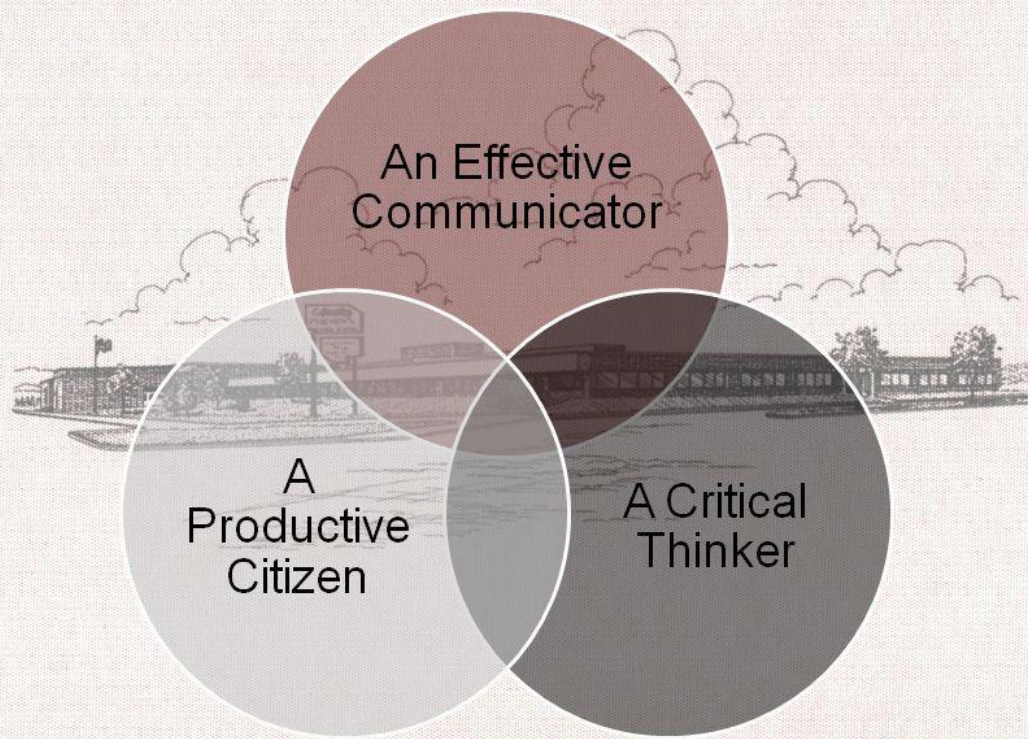 An Effective
Communicator
A
Productive
Citizen
A Critical
Thinker